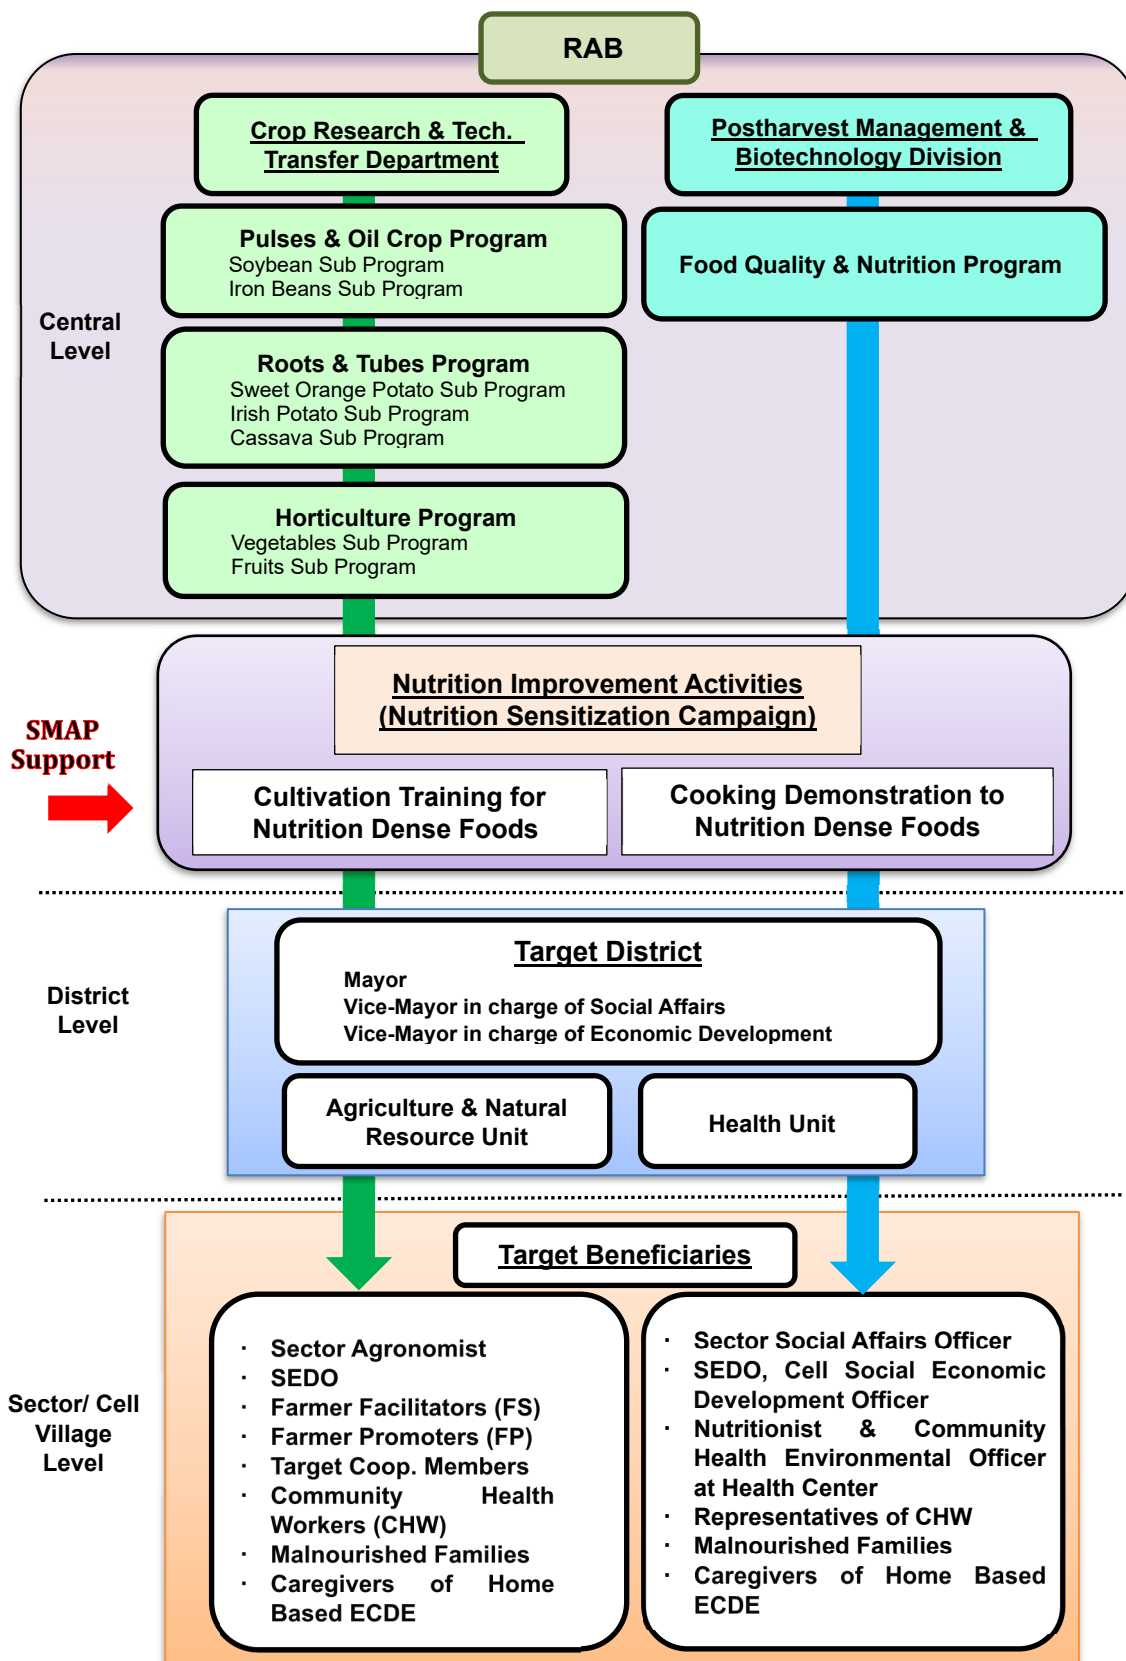 RAB
Crop Research & Tech.
Transfer Department
Postharvest Management &
Biotechnology Division
Pulses & Oil Crop Program
Soybean Sub Program
Iron Beans Sub Program
Food Quality & Nutrition Program
Central
Level
Roots & Tubes Program
Sweet Orange Potato Sub Program
Irish Potato Sub Program
Cassava Sub Program
Horticulture Program
Vegetables Sub Program
Fruits Sub Program
Nutrition Improvement Activities
(Nutrition Sensitization Campaign)
SMAP
Support
Cultivation Training for
Nutrition Dense Foods
Cooking Demonstration to
Nutrition Dense Foods
District
Level
Target District
Mayor
Vice-Mayor in charge of Social Affairs
Vice-Mayor in charge of Economic Development
Agriculture & Natural
Resource Unit
Health Unit
Target Beneficiaries
Sector/ Cell
Village
Level
· Sector Agronomist
· SEDO
· Farmer Facilitators (FS)
· Farmer Promoters (FP)
· Target Coop. Members
· Community Health
Workers (CHW)
· Malnourished Families
· Caregivers of Home
Based ECDE
· Sector Social Affairs Officer
· SEDO, Cell Social Economic
Development Officer
· Nutritionist & Community
Health Environmental Officer
at Health Center
· Representatives of CHW
· Malnourished Families
· Caregivers of Home Based
ECDE